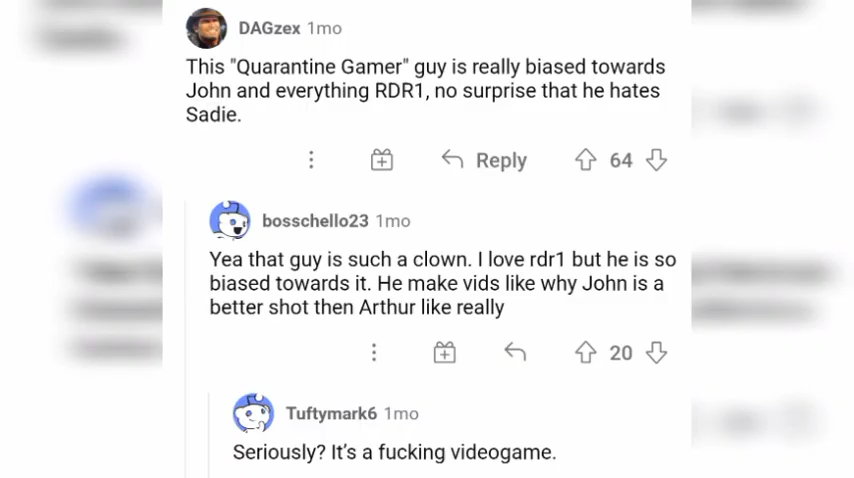 DAGzex 1mo
This "Quarantine Gamer" guy is really biased towards
John and everything RDR1, no surprise that he hates
Sadie.
Reply 64
bosschello23 1mo
Yea that guy is such a clown. I love rdr1 but he is so
biased towards it. He make vids like why John is a
better shot then Arthur like really
20
Tuftymark6 1mo
Seriously? It's a fucking videogame.